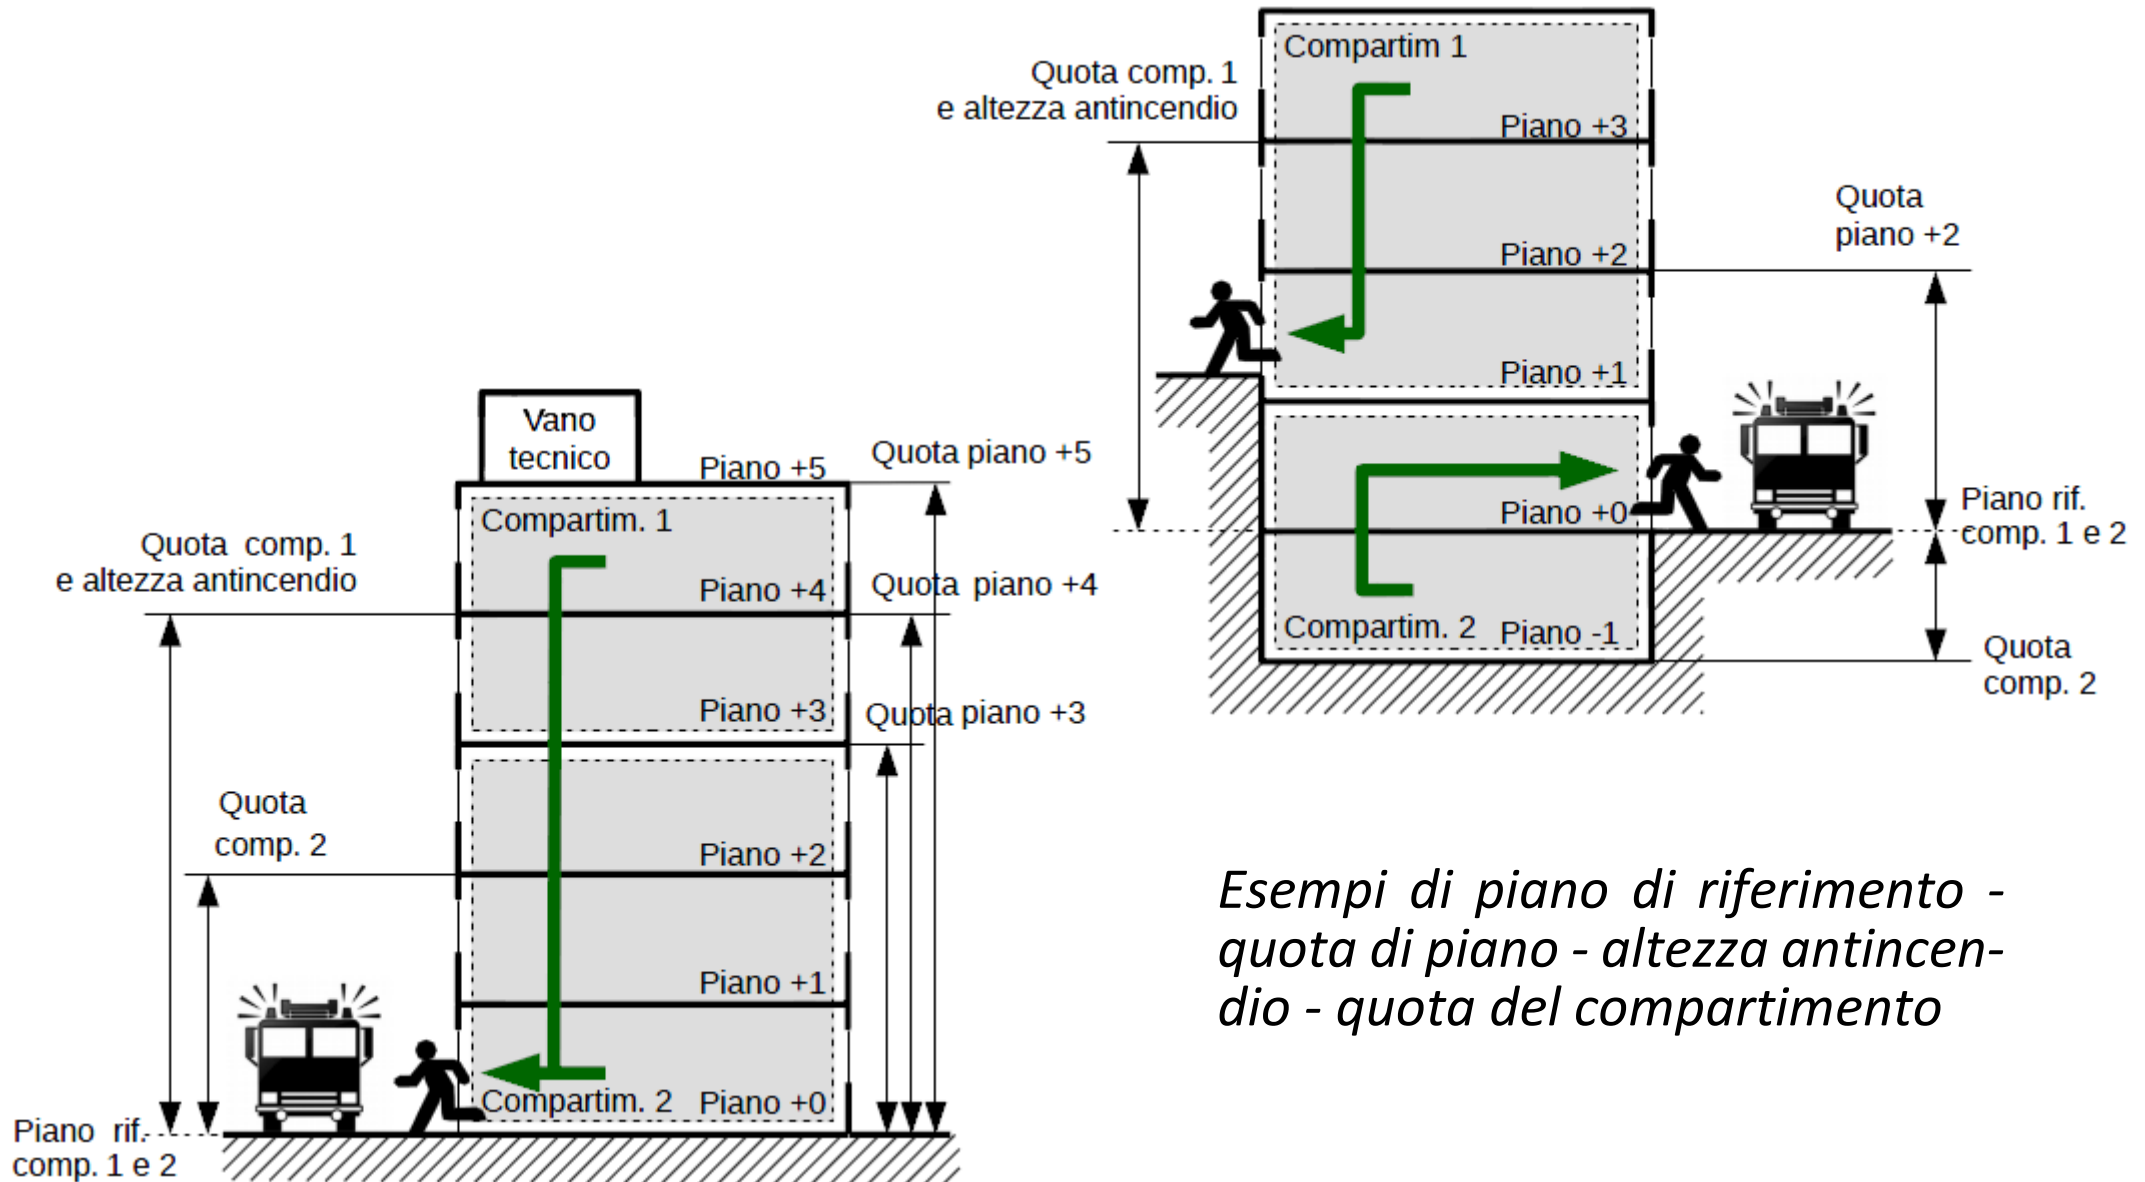 Compartim 1
Quota comp. 1
e altezza antincendio
Piano +3
Quota
piano +2
Piano +2
Piano +1
Piano +0
Piano rif.
comp. 1 e 2
Compartim. 2 Piano -1
Quota
comp. 2
Vano
tecnico
Piano +5
Quota piano +5
Compartim. 1
Quota comp. 1
e altezza antincendio
Piano +4
Quota piano +4
Piano +3
Quota piano +3
Quota
comp. 2
Piano +2
Piano +1
Compartim. 2 Piano +0
Piano rif.
comp. 1 e 2
Esempi di piano di riferimento -
quota di piano - altezza antincen-
dio - quota del compartimento